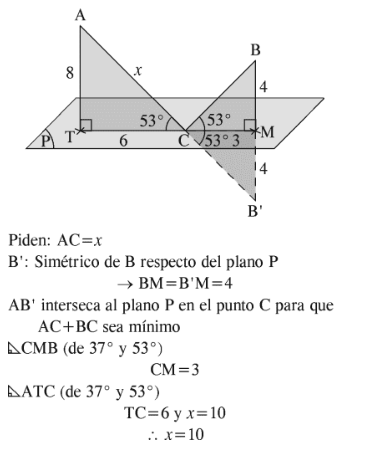 A
B
8
x
4
53°
53°
P
T
6
C
53°
3
M
4
B'
Piden: AC=x
B': Simétrico de B respecto del plano P
→ BM=B'M=4
AB' interseca al plano P en el punto C para que
AC+BC sea mínimo
⊿CMB (de 37° y 53°)
CM=3
⊿ATC (de 37° y 53°)
TC=6 y x=10
∴ x=10